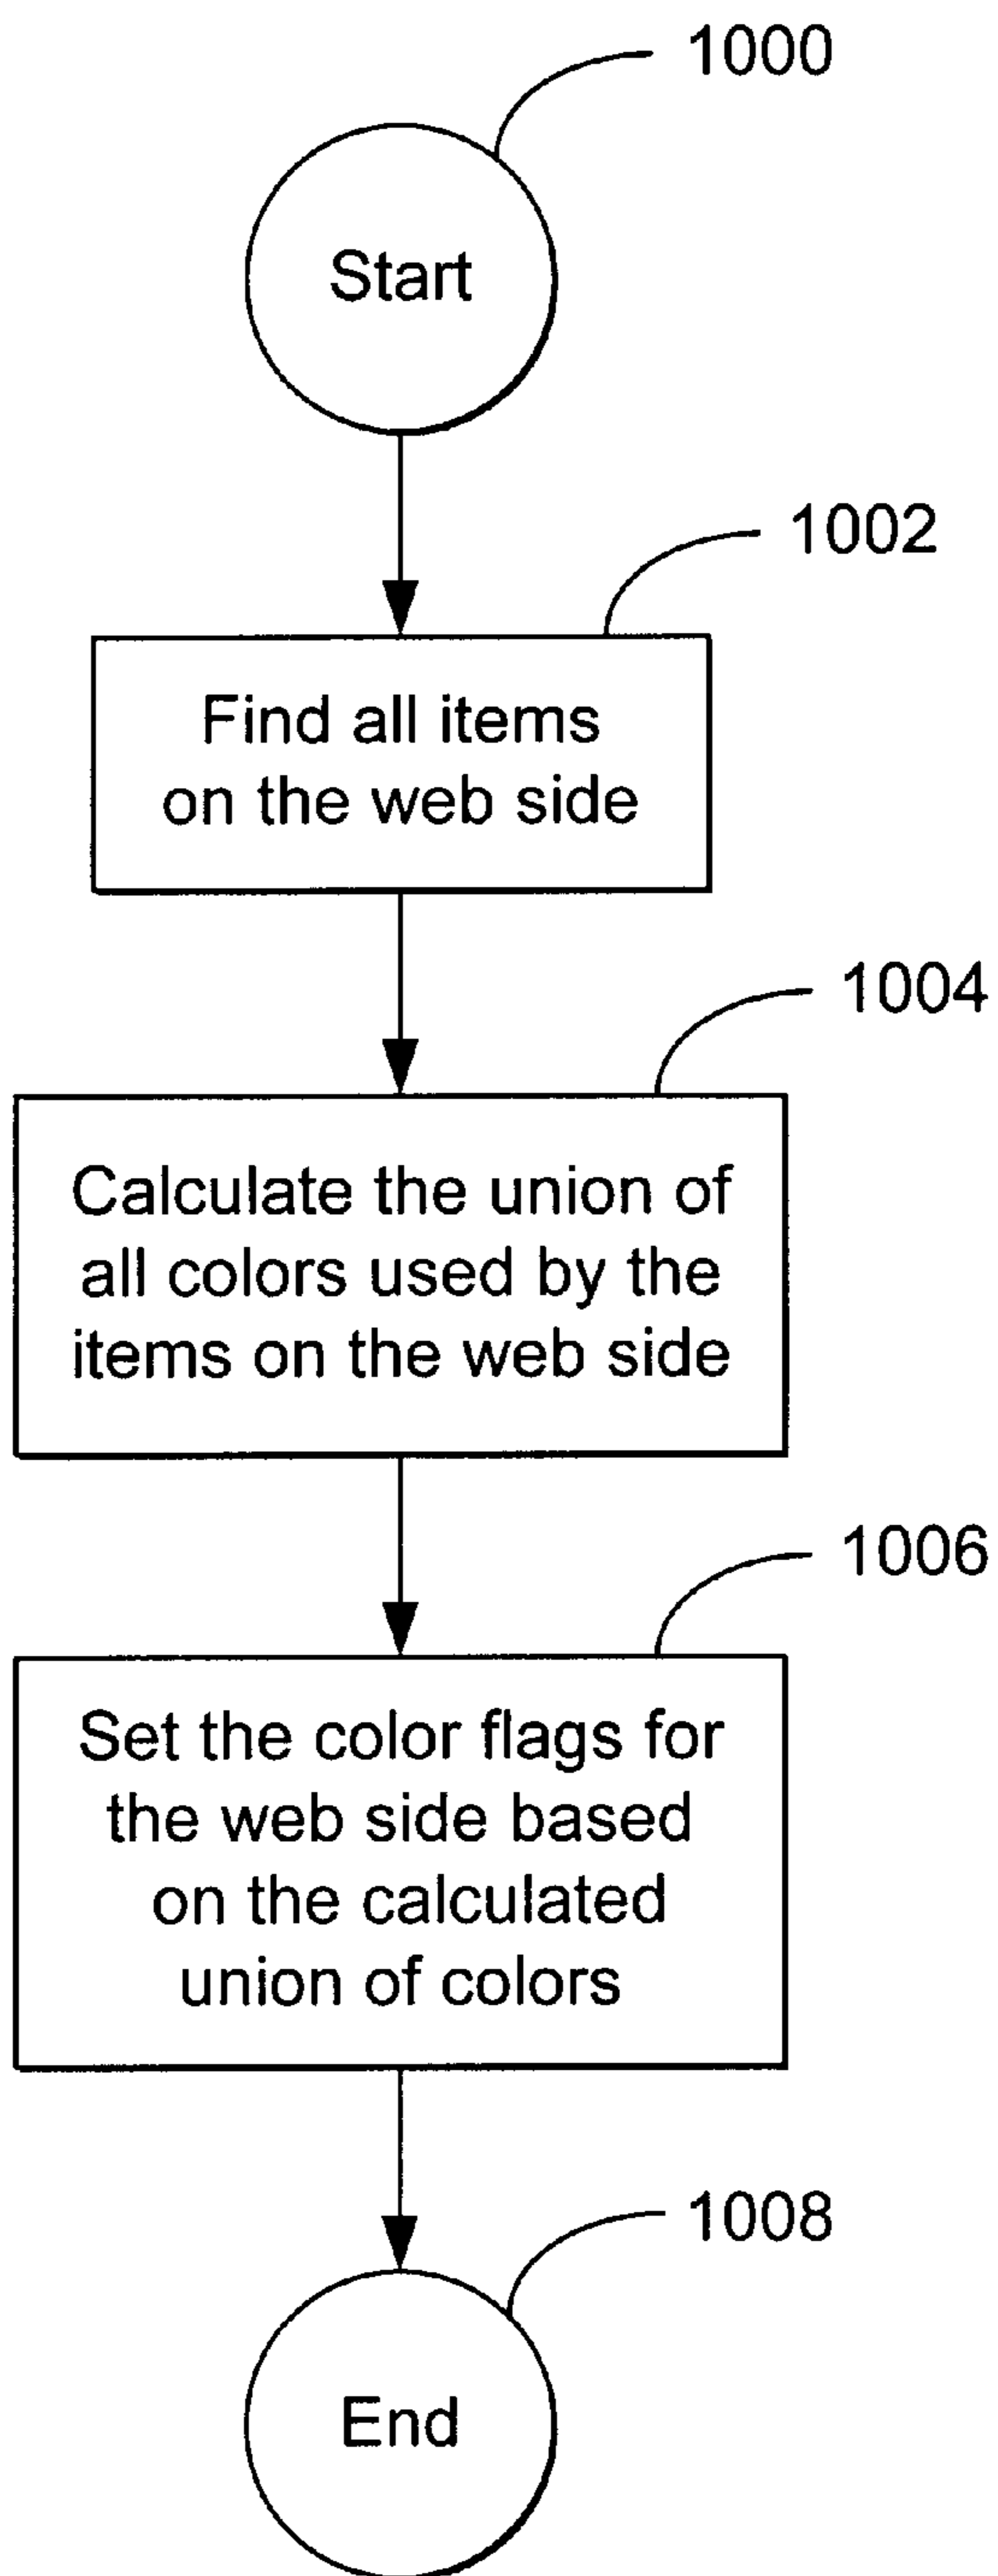 1000
Start
1002
Find all items
on the web side
1004
Calculate the union of
all colors used by the
items on the web side
1006
Set the color flags for
the web side based
on the calculated
union of colors
1008
End